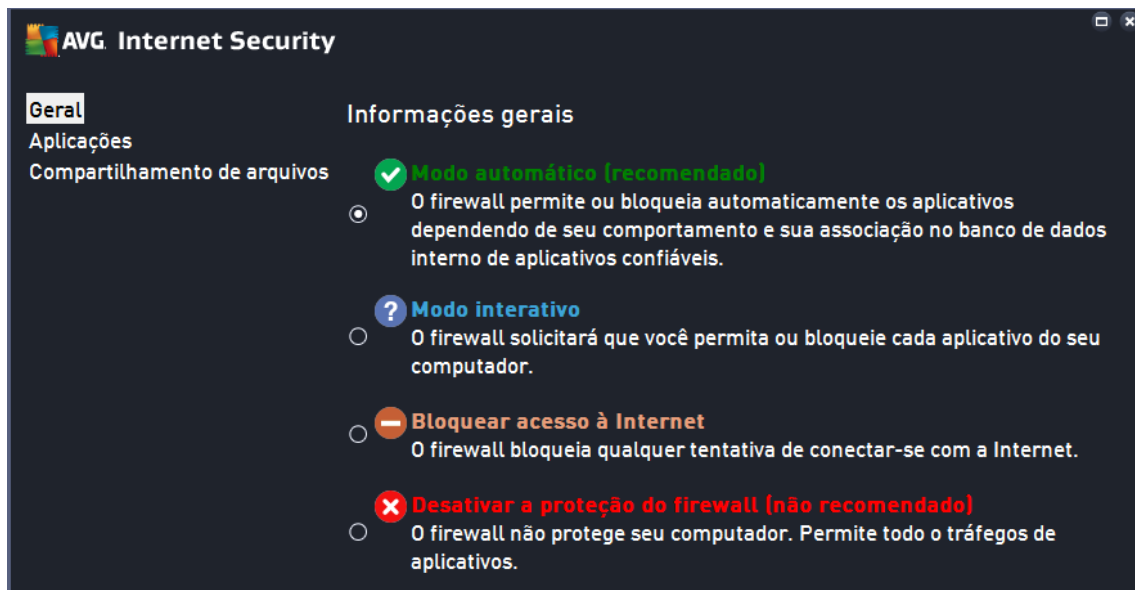 AVG. Internet Security
Geral
Aplicações
Compartilhamento de arquivos
Informações gerais
Modo automático (recomendado)
O firewall permite ou bloqueia automaticamente os aplicativos
dependendo de seu comportamento e sua associação no banco de dados
interno de aplicativos confiáveis.
Modo interativo
O firewall solicitará que você permita ou bloqueie cada aplicativo do seu
computador.
Bloquear acesso à Internet
O firewall bloqueia qualquer tentativa de conectar-se com a Internet.
Desativar a proteção do firewall (não recomendado)
O firewall não protege seu computador. Permite todo o tráfegos de
aplicativos.